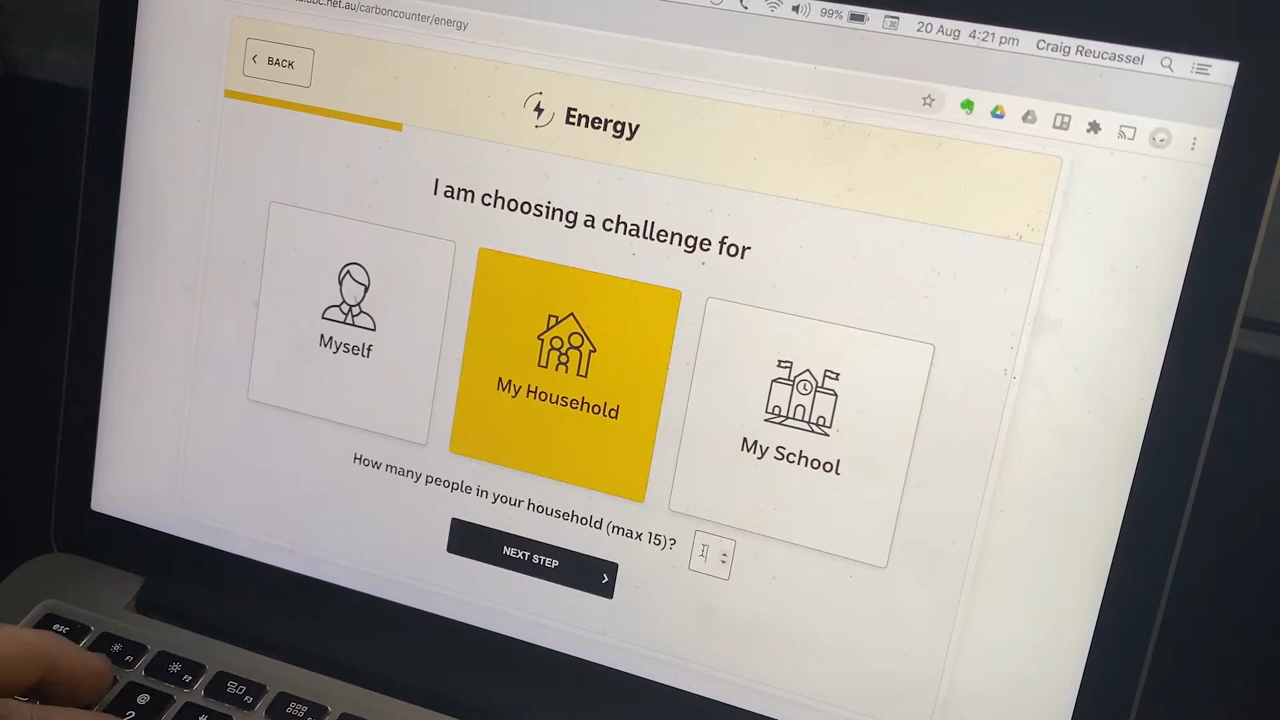 abc.net.au/carboncounter/energy
99%
20 Aug 4:21 pm
Craig Reucassel
BACK
Energy
I am choosing a challenge for
Myself
My Household
My School
How many people in your household (max 15)?
NEXT STEP
esc
F1
F2
F3
@
2
#